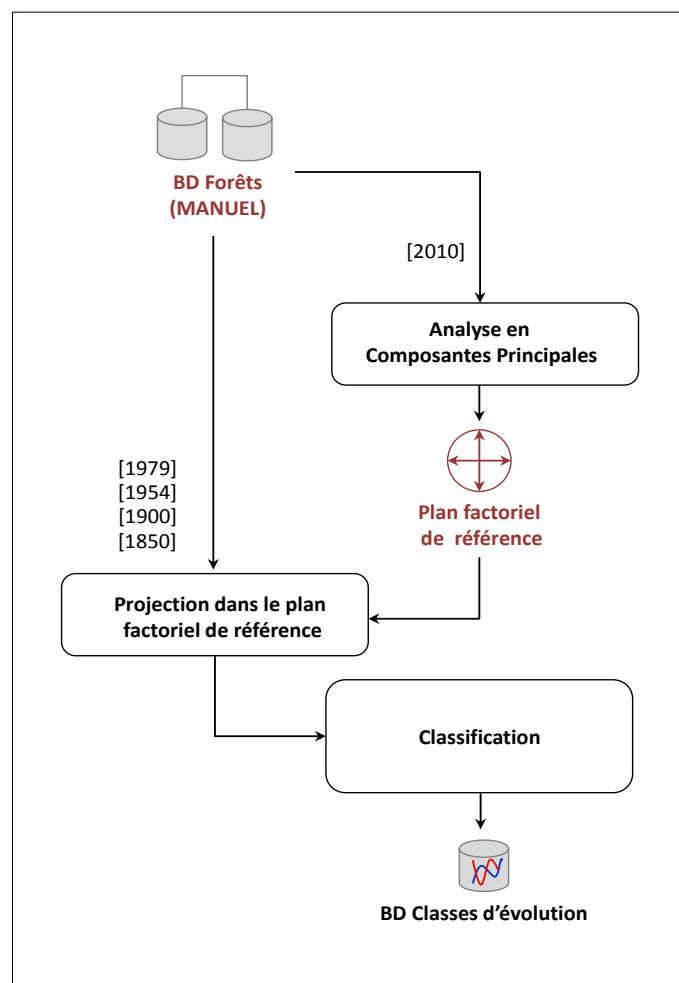 BD Forêts
(MANUEL)
[2010]
Analyse en
Composantes Principales
Plan factoriel
de référence
[1979]
[1954]
[1900]
[1850]
Projection dans le plan
factoriel de référence
Classification
BD Classes d’évolution